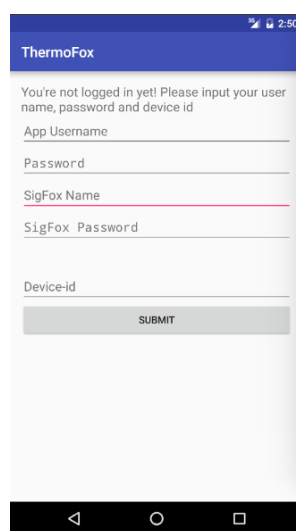 3G 2:50
ThermoFox
You're not logged in yet! Please input your user
name, password and device id
App Username
Password
SigFox Name
SigFox Password
Device-id
SUBMIT